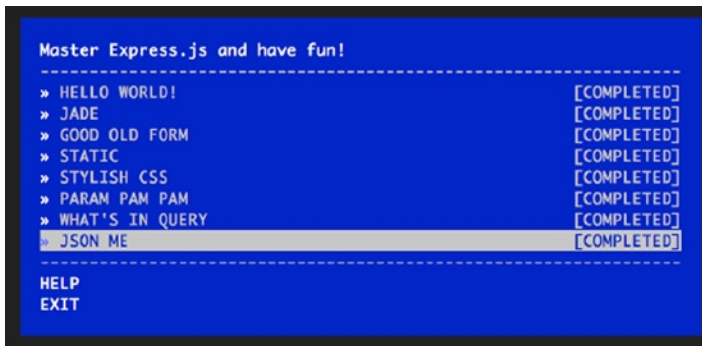 Master Express.js and have fun!
» HELLO WORLD! [COMPLETED]
» JADE [COMPLETED]
» GOOD OLD FORM [COMPLETED]
» STATIC [COMPLETED]
» STYLISH CSS [COMPLETED]
» PARAM PAM PAM [COMPLETED]
» WHAT'S IN QUERY [COMPLETED]
» JSON ME [COMPLETED]
HELP
EXIT